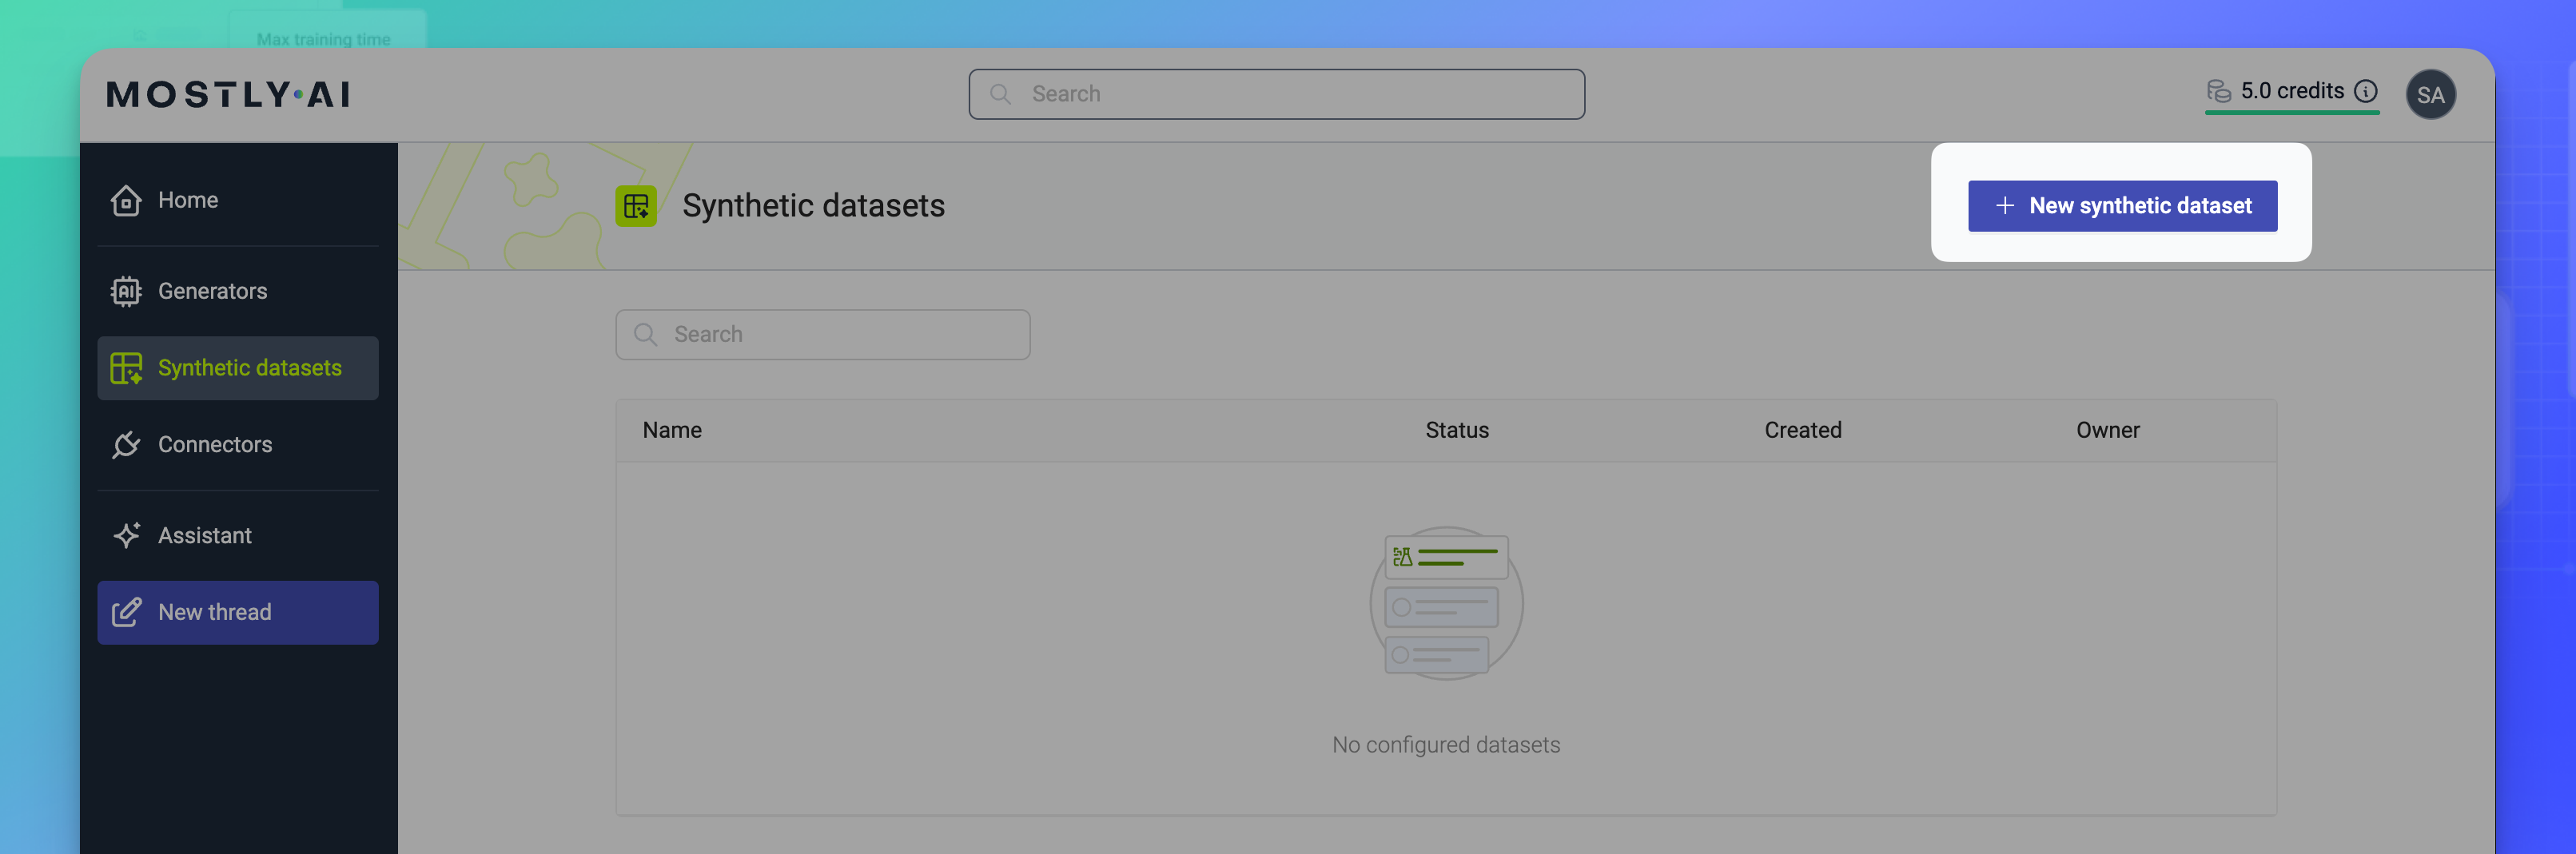 Max training time
MOSTLY·AI
Search
5.0 credits
SA
Home
Generators
Synthetic datasets
Connectors
Assistant
New thread
Synthetic datasets
+ New synthetic dataset
Search
Name Status Created Owner
No configured datasets